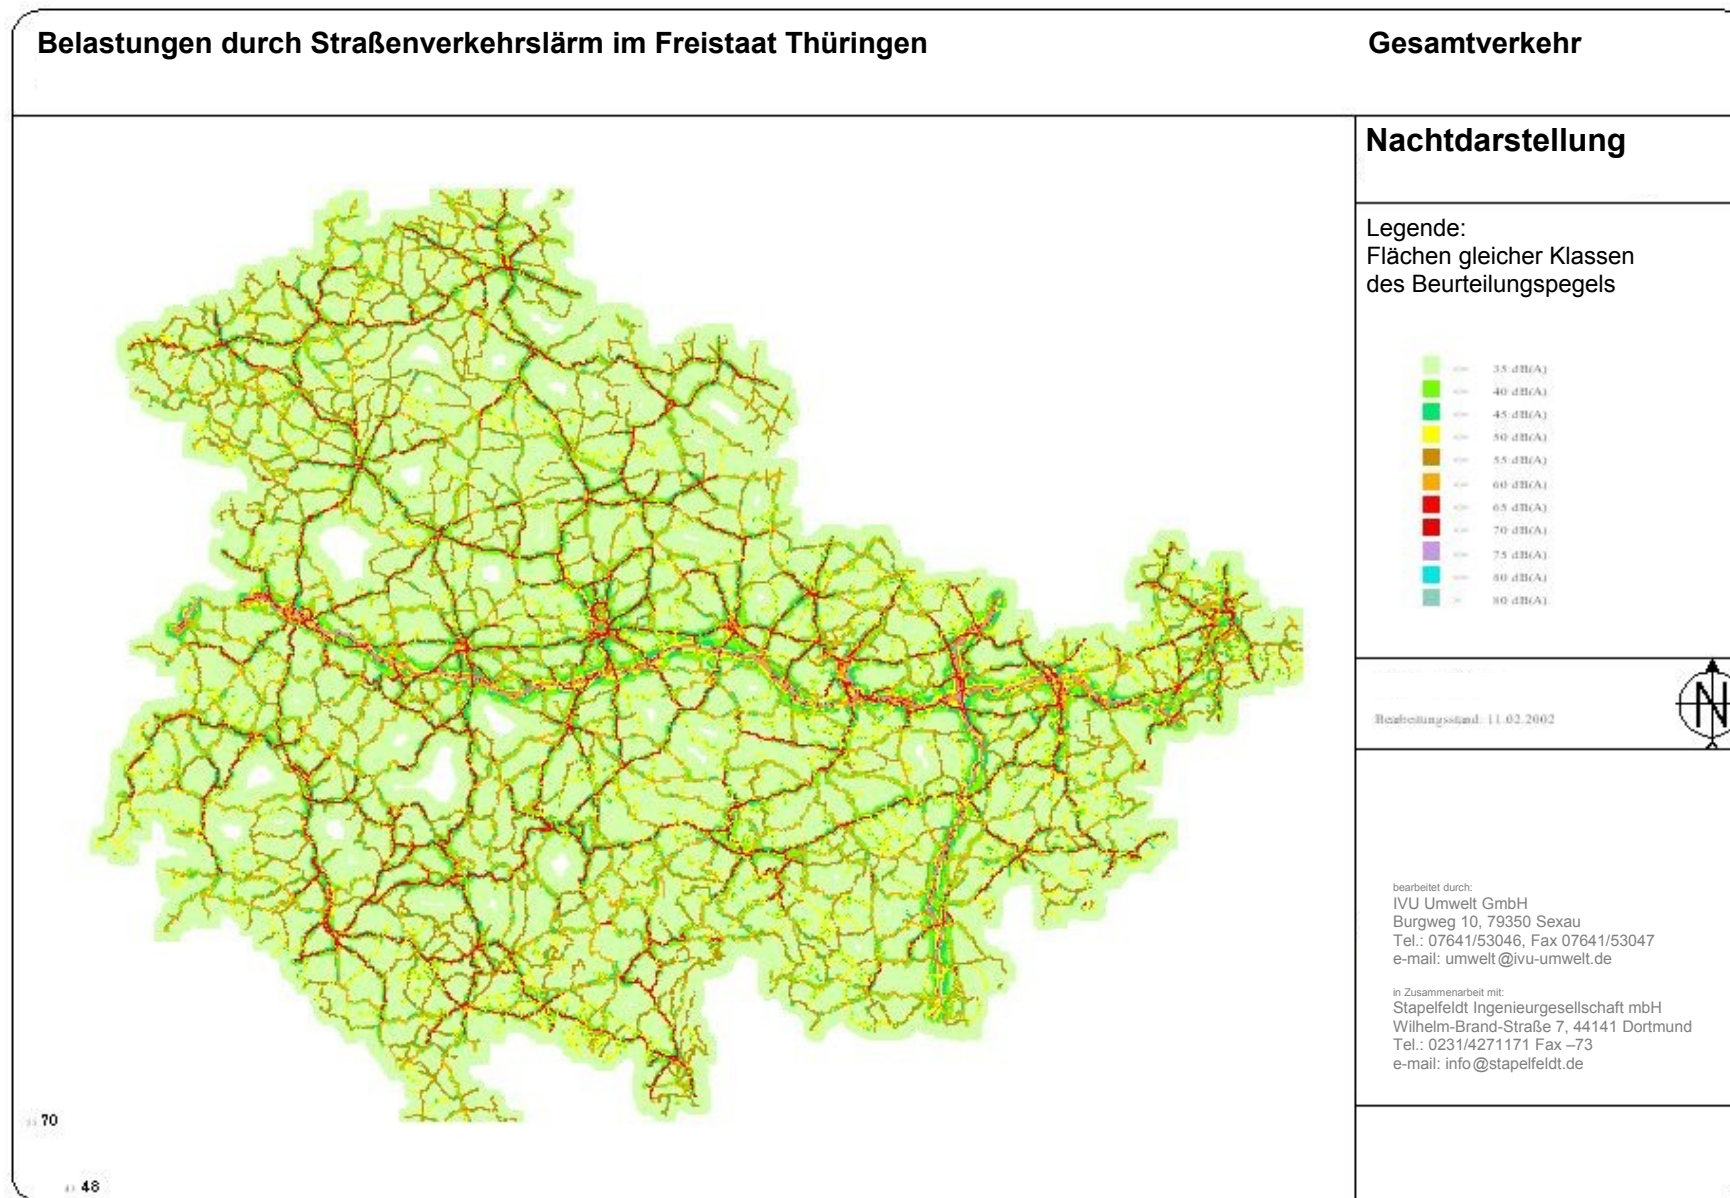 Belastungen durch Straßenverkehrslärm im Freistaat Thüringen
Gesamtverkehr
Nachtdarstellung
Legende:
Flächen gleicher Klassen
des Beurteilungspegels
<= 35 dB(A)
<= 40 dB(A)
<= 45 dB(A)
<= 50 dB(A)
<= 55 dB(A)
<= 60 dB(A)
<= 65 dB(A)
<= 70 dB(A)
<= 75 dB(A)
<= 80 dB(A)
> 80 dB(A)
Bearbeitungsstand: 11.02.2002
N
bearbeitet durch:
IVU Umwelt GmbH
Burgweg 10, 79350 Sexau
Tel.: 07641/53046, Fax 07641/53047
e-mail: umwelt@ivu-umwelt.de
in Zusammenarbeit mit:
Stapelfeldt Ingenieurgesellschaft mbH
Wilhelm-Brand-Straße 7, 44141 Dortmund
Tel.: 0231/4271171 Fax –73
e-mail: info@stapelfeldt.de
70
48